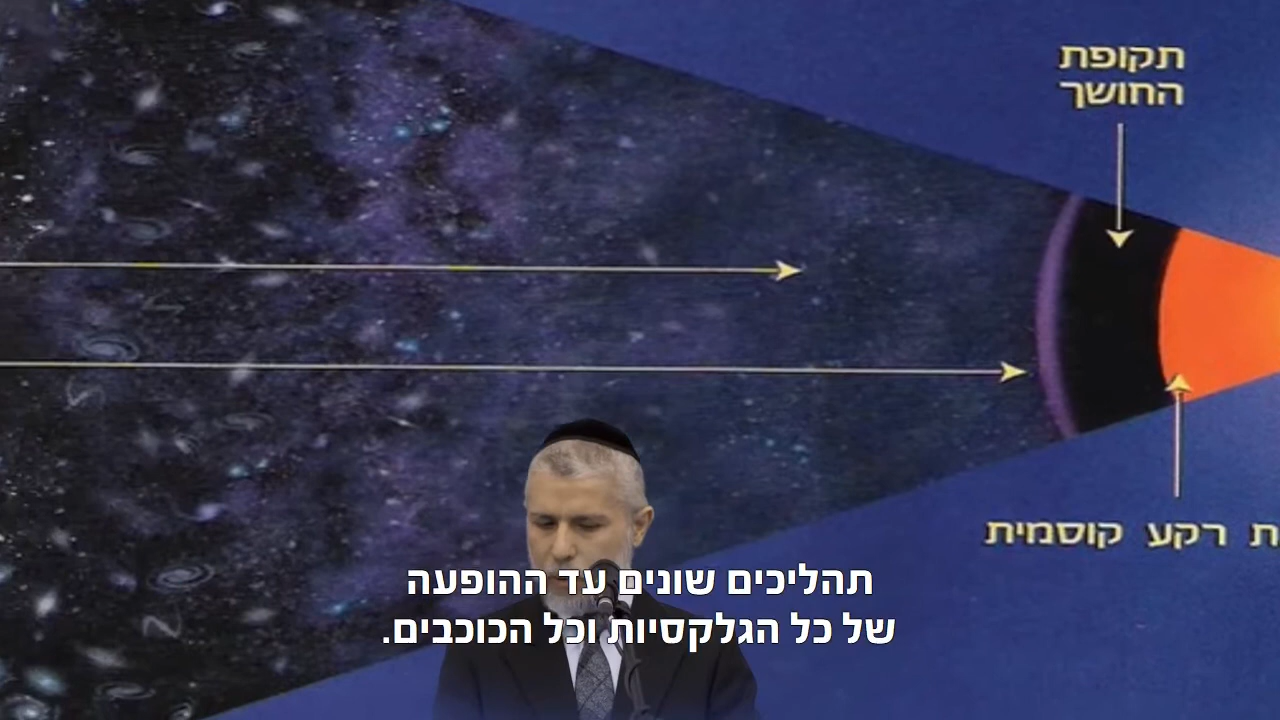 תקופת
החושך
רקע קוסמית
תהליכים שונים עד ההופעה
של כל הגלקסיות וכל הכוכבים.